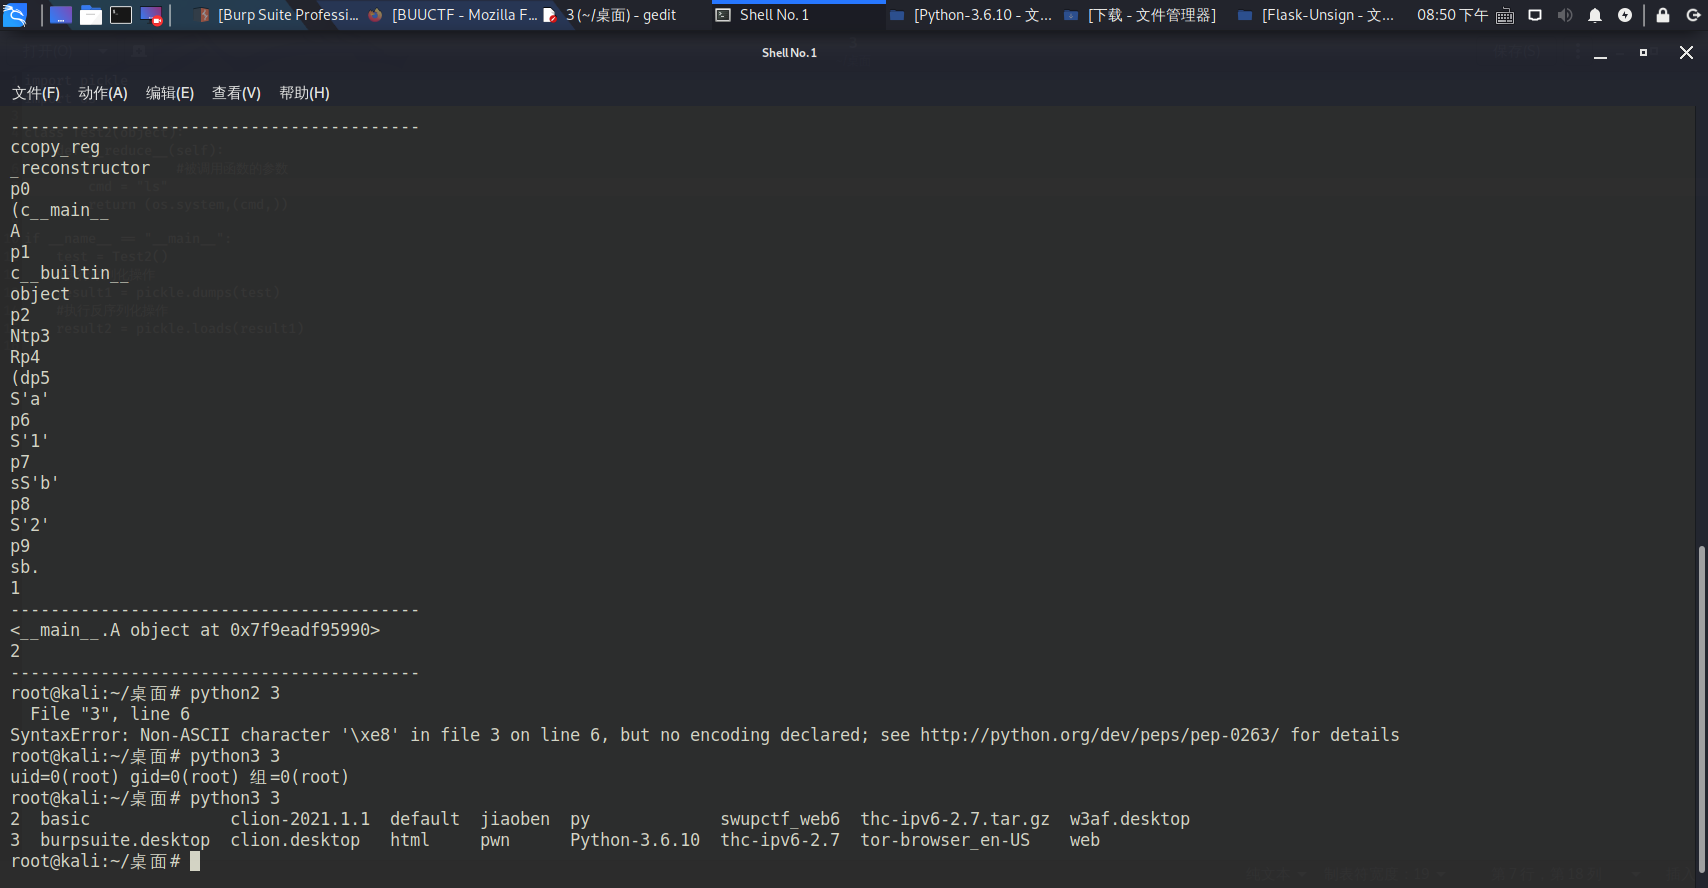 [Burp Suite Professi... [BUUCTF - Mozilla F... 3 (~/桌面) - gedit Shell No. 1 [Python-3.6.10 - 文... [下载 - 文件管理器] [Flask-Unsign - 文... 08:50 下午
Shell No. 1
文件(F) 动作(A) 编辑(E) 查看(V) 帮助(H)
-----------------------------------------
ccopy_reg
_reconstructor
p0
(c__main__
A
p1
c__builtin__
object
p2
Ntp3
Rp4
(dp5
S'a'
p6
S'1'
p7
sS'b'
p8
S'2'
p9
sb.
1
-----------------------------------------
<__main__.A object at 0x7f9eadf95990>
2
-----------------------------------------
root@kali:~/桌面# python2 3
  File "3", line 6
SyntaxError: Non-ASCII character '\xe8' in file 3 on line 6, but no encoding declared; see http://python.org/dev/peps/pep-0263/ for details
root@kali:~/桌面# python3 3
uid=0(root) gid=0(root) 组=0(root)
root@kali:~/桌面# python3 3
2  basic              clion-2021.1.1  default  jiaoben  py             swupctf_web6  thc-ipv6-2.7.tar.gz  w3af.desktop
3  burpsuite.desktop  clion.desktop   html     pwn      Python-3.6.10  thc-ipv6-2.7  tor-browser_en-US    web
root@kali:~/桌面#